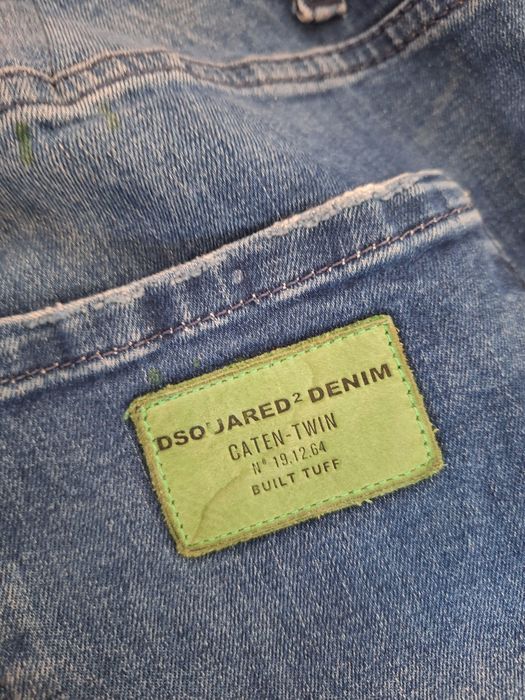 DSQUARED² DENIM
CATEN-TWIN
N° 19.12.64
BUILT TUFF